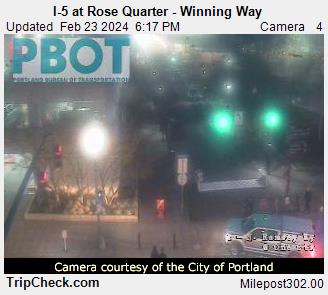 I-5 at Rose Quarter - Winning Way
Updated Feb 23 2024 6:17 PM Camera 4
PBOT
PORTLAND BUREAU OF TRANSPORTATION
Camera courtesy of the City of Portland
TripCheck.com Milepost302.00